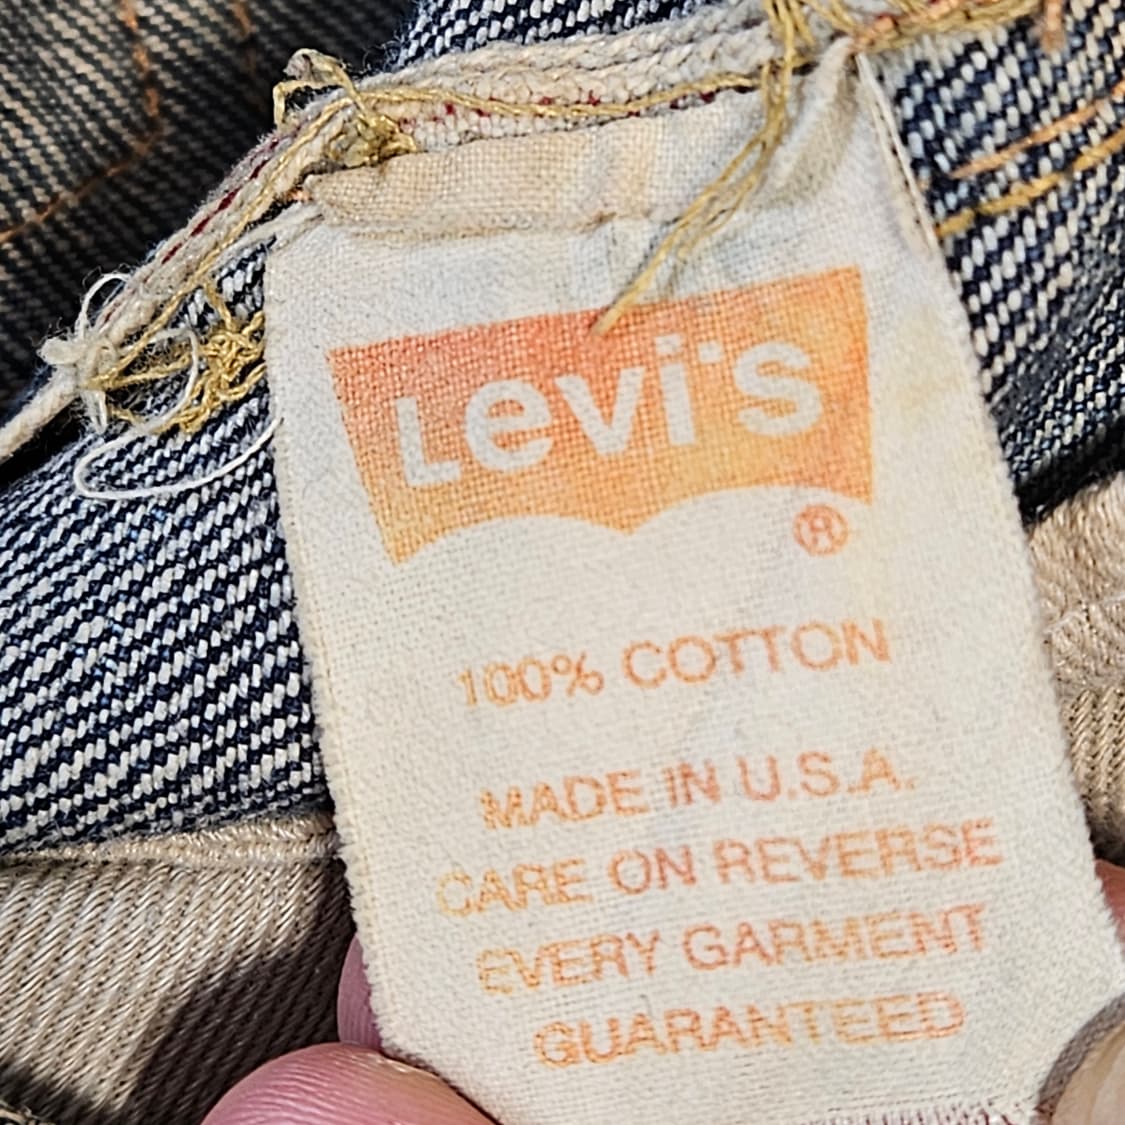 Levi's
®
100% COTTON
MADE IN U.S.A.
CARE ON REVERSE
EVERY GARMENT
GUARANTEED